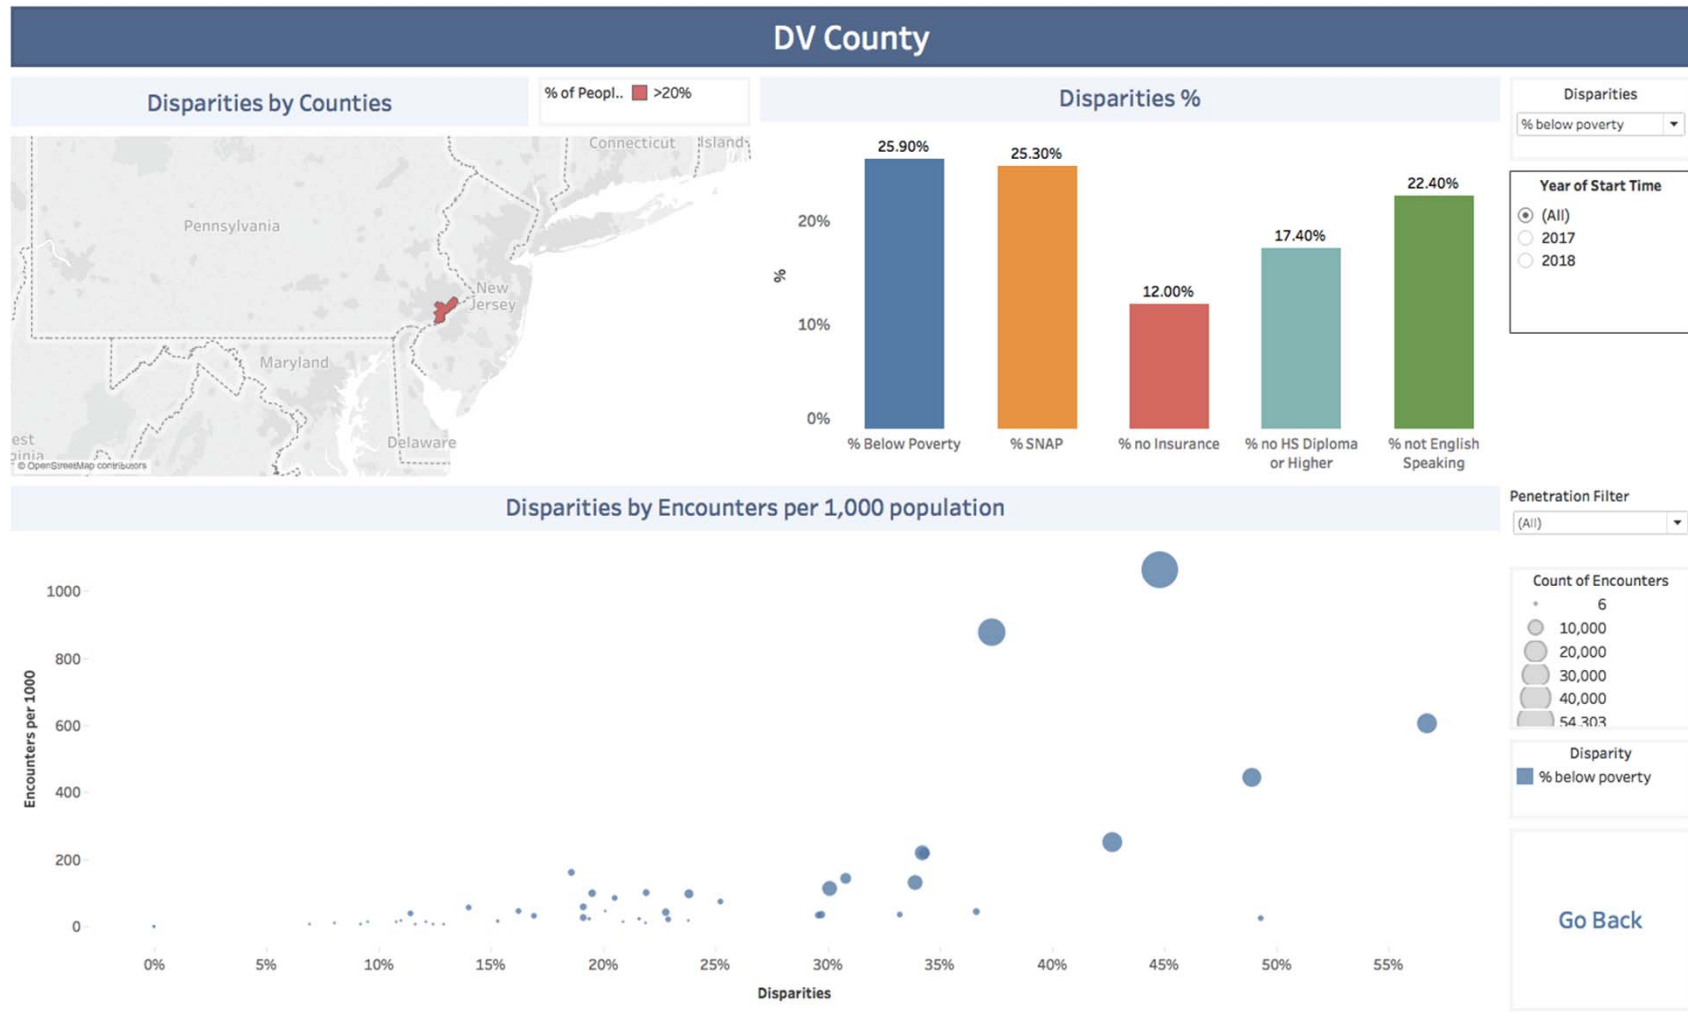 DV County
Disparities by Counties
% of Peopl.. >20%
Disparities %
Disparities
% below poverty
Connecticut
Island
Pennsylvania
New
Jersey
Maryland
Delaware
est
ginia
© OpenStreetMap contributors
25.90%
25.30%
12.00%
17.40%
22.40%
20%
10%
0%
%
% Below Poverty
% SNAP
% no Insurance
% no HS Diploma
or Higher
% not English
Speaking
Year of Start Time
(All)
2017
2018
Disparities by Encounters per 1,000 population
Penetration Filter
(All)
Encounters per 1000
1000
800
600
400
200
0
0%
5%
10%
15%
20%
25%
30%
35%
40%
45%
50%
55%
Disparities
Count of Encounters
6
10,000
20,000
30,000
40,000
54,303
Disparity
% below poverty
Go Back